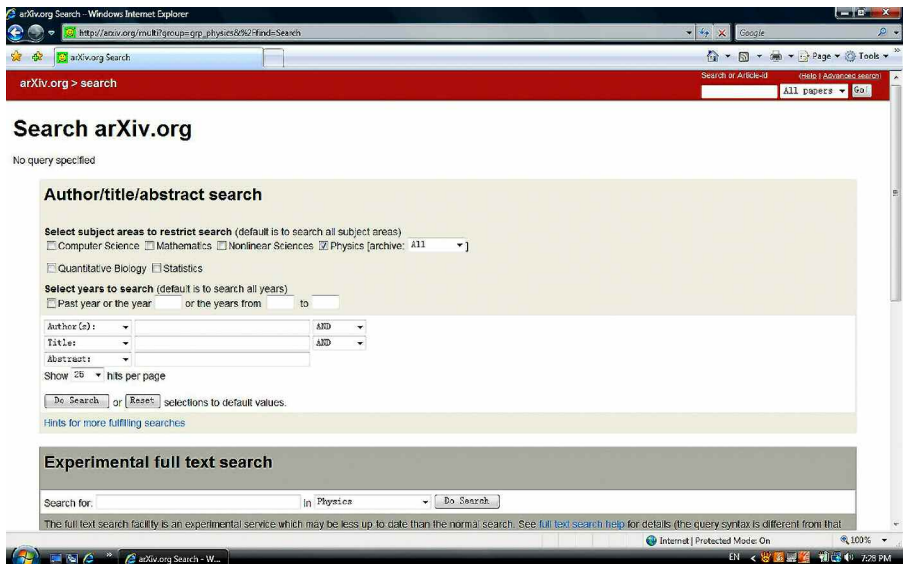 arXiv.org Search - Windows Internet Explorer
http://arxiv.org/multi?group=grp_physics&%2Ffind=Search
Google
arXiv.org Search
Page Tools
arXiv.org > search
Search or Article-id
(Help | Advanced search)
All papers Go!
Search arXiv.org
No query specified
Author/title/abstract search
Select subject areas to restrict search (default is to search all subject areas)
Computer Science Mathematics Nonlinear Sciences Physics [archive: All ]
Quantitative Biology Statistics
Select years to search (default is to search all years)
Past year or the year or the years from to
Author(s): AND
Title: AND
Abstract:
Show 25 hits per page
Do Search or Reset selections to default values.
Hints for more fulfilling searches
Experimental full text search
Search for: in Physics Do Search
The full text search facility is an experimental service which may be less up to date than the normal search. See full text search help for details (the query syntax is different from that
Internet | Protected Mode: On 100%
arXiv.org Search - W...
EN 7:28 PM